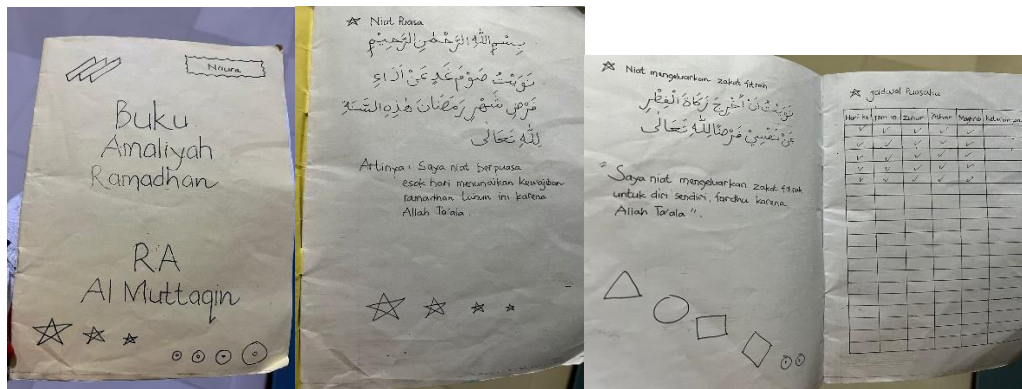 Naura
Buku
Amaliyah
Ramadhan
RA
Al Muttaqin
Niat Puasa
بِسْمِ اللّٰهِ الرَّحْمٰنِ الرَّحِيْمِ
نَوَيْتُ صَوْمَ غَدٍ عَنْ اَدَاءِ
فَرْضِ شَهْرِ رَمَضَانَ هٰذِهِ السَّنَةِ
لِلّٰهِ تَعَالٰى
Artinya : Saya niat berpuasa
esok hari menunaikan kewajiban
ramadhan tahun ini karena
Allah Ta'ala
Niat mengeluarkan zakat fitrah
نَوَيْتُ اَنْ اُخْرِجَ زَكَاةَ الْفِطْرِ
عَنْ نَفْسِيْ فَرْضًا لِلّٰهِ تَعَالٰى
"Saya niat mengeluarkan zakat fitrah
untuk diri sendiri, fardhu karena
Allah Ta'ala".
Jadwal Puasaku
Hari ke Jam 10 Zuhur Ashar Magrib